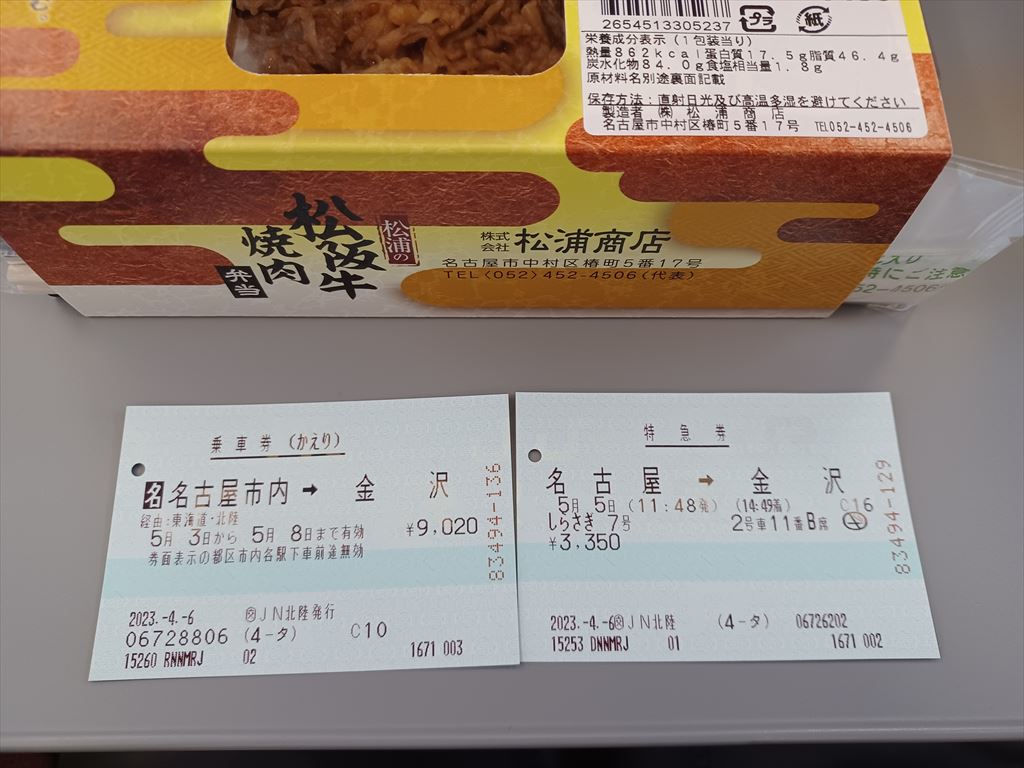 2654513305237
プラ
紙
栄養成分表示(1包装当り)
熱量862kcal蛋白質17.5g脂質46.4g
炭水化物84.0g食塩相当量1.8g
原材料名別途裏面記載
保存方法:直射日光及び高温多湿を避けてください
製造者 ㈱ 松浦商店
名古屋市中村区椿町5番17号 TEL052-452-4506
松浦の
松阪牛
焼肉
弁当
株式会社 松浦商店
名古屋市中村区椿町5番17号
TEL(052)452-4506(代表)
入り
特にご注意
52-4506
乗車券(かえり)
名 名古屋市内 → 金沢
経由:東海道・北陸
5月 3日から 5月 8日まで有効 ¥9,020
券面表示の都区市内各駅下車前途無効
2023.-4.-6 ㊋JN北陸発行
06728806 (4-タ) C10
15260 RNNMRJ 02 1671 003
83494-136
特急券
名古屋 → 金沢
5月 5日 (11:48発) (14:49着) C16
しらさぎ 7号 2号車11番B席
¥3,350
2023.-4.-6 JN北陸 (4-タ) 06726202
15253 DNNMRJ 01 1671 002
83494-129